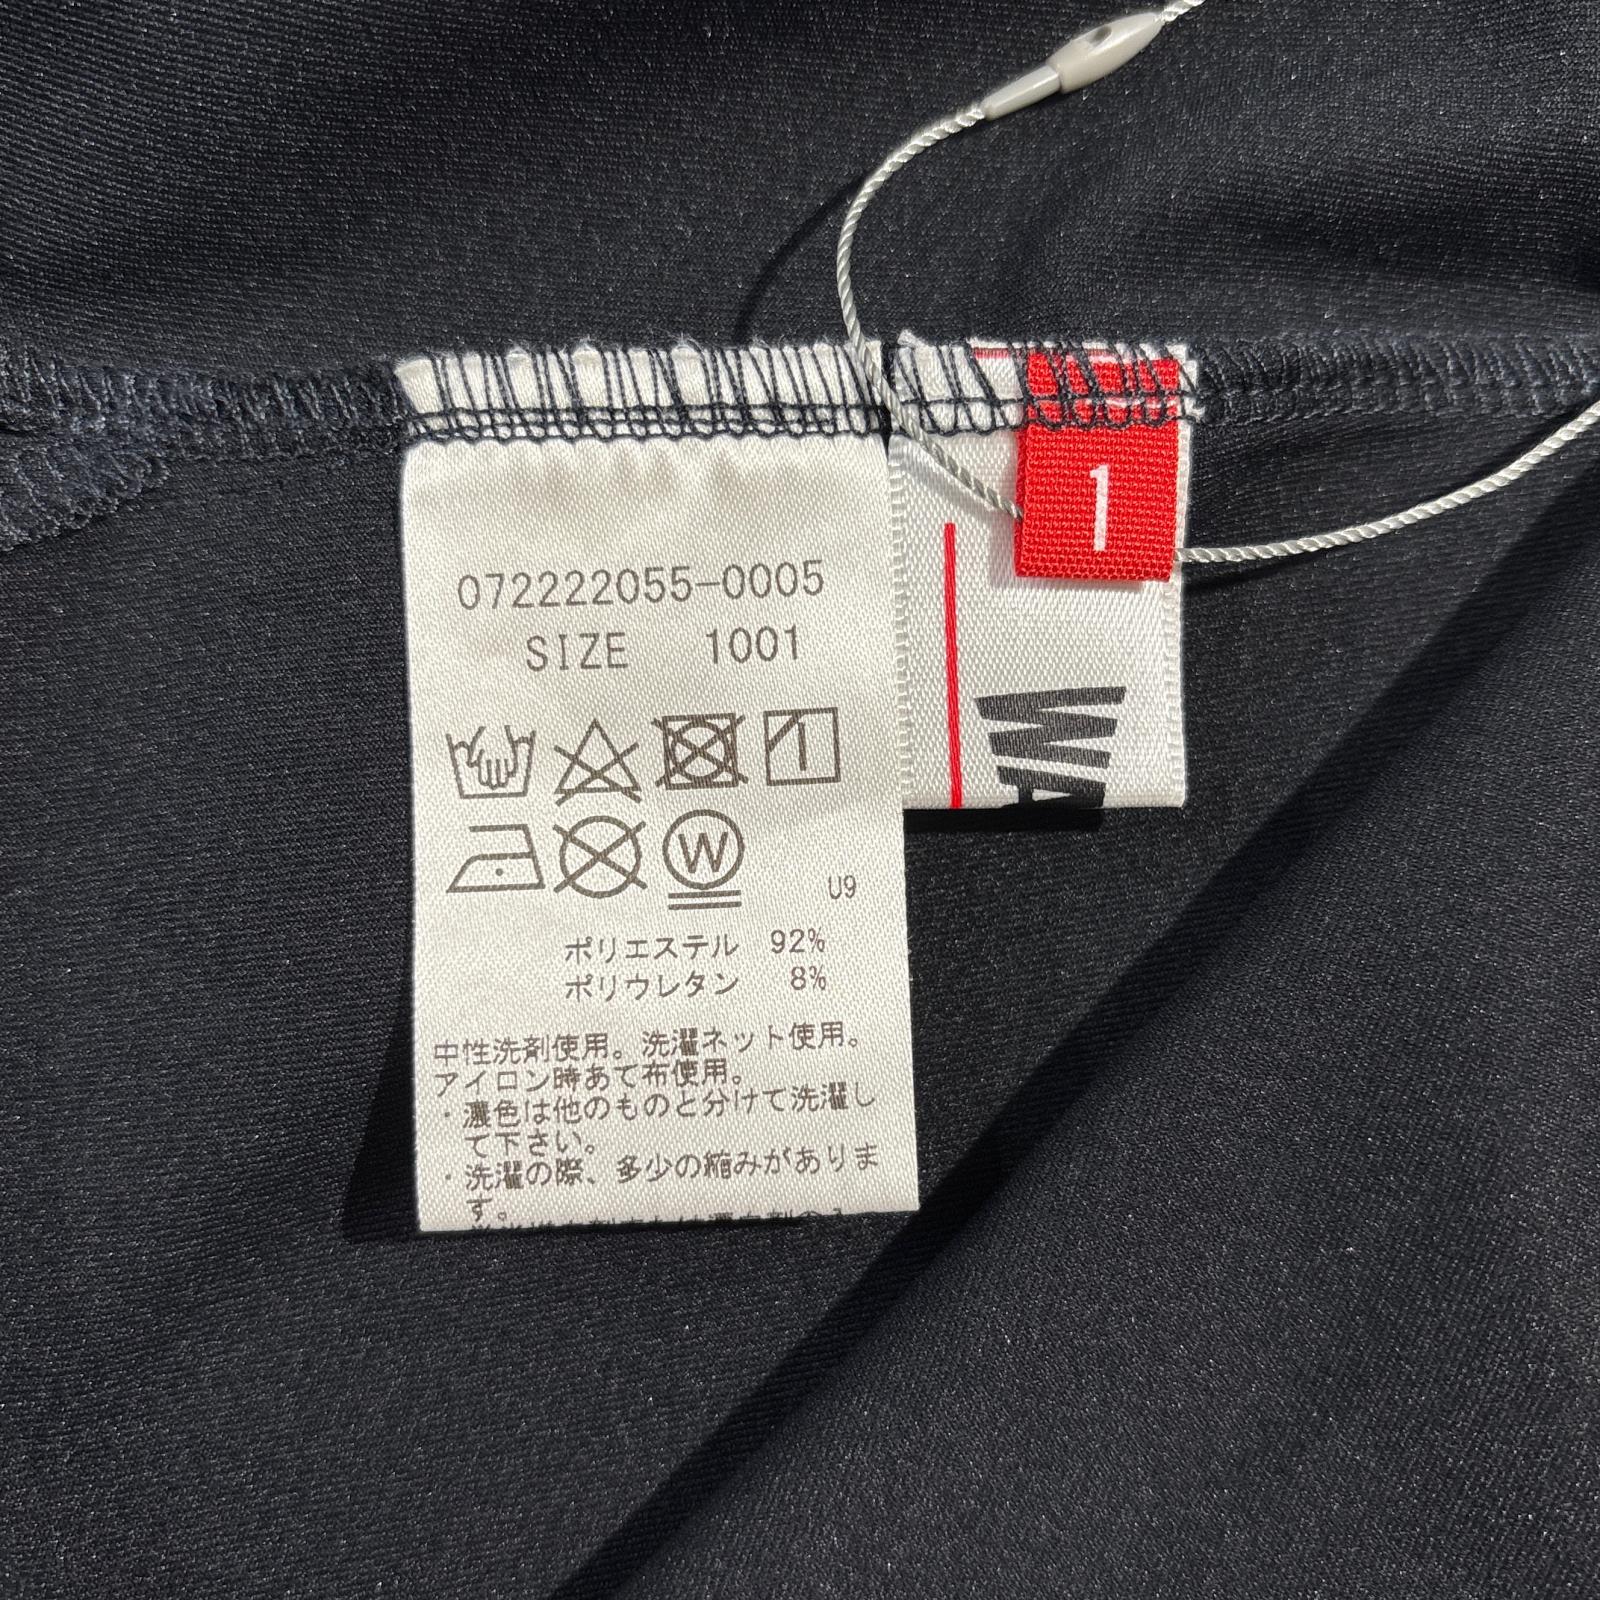 072222055-0005
SIZE 1001
U9
ポリエステル 92%
ポリウレタン 8%
中性洗剤使用。洗濯ネット使用。
アイロン時あて布使用。
・濃色は他のものと分けて洗濯し
て下さい。
・洗濯の際、多少の縮みがありま
す。
1
WA
W